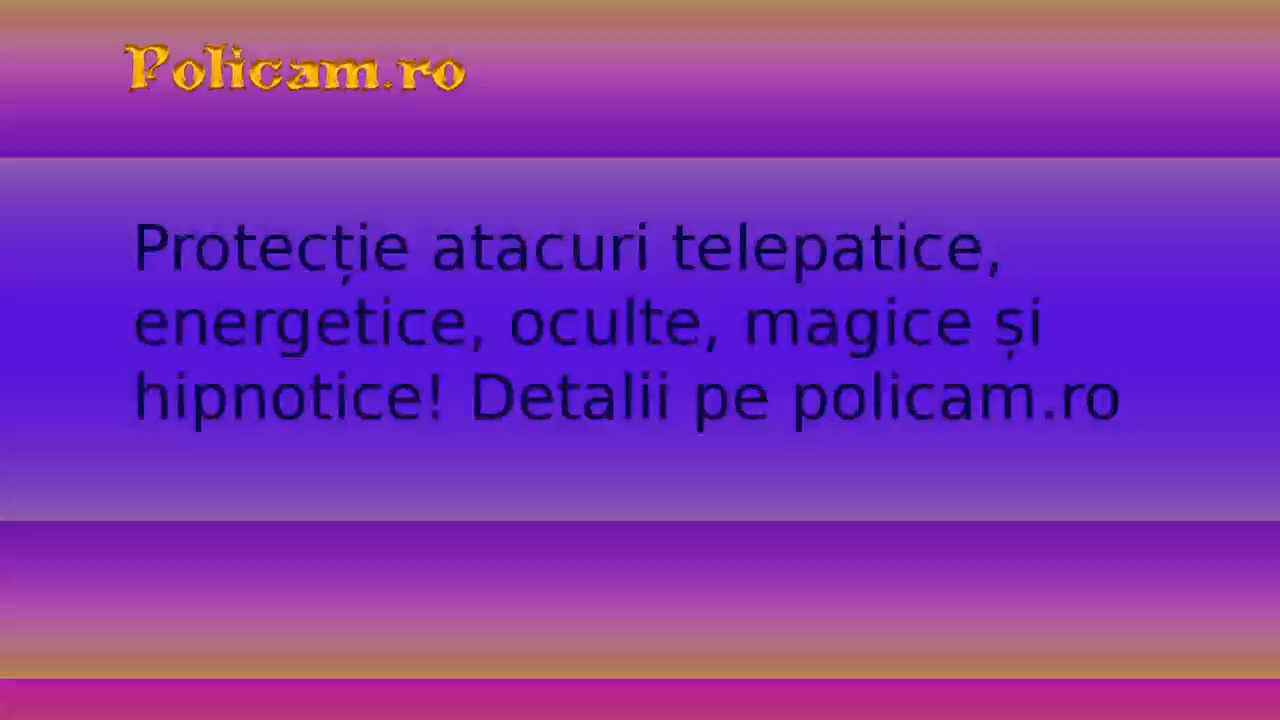 Policam.ro
Protecție atacuri telepatice,
energetice, oculte, magice și
hipnotice! Detalii pe policam.ro